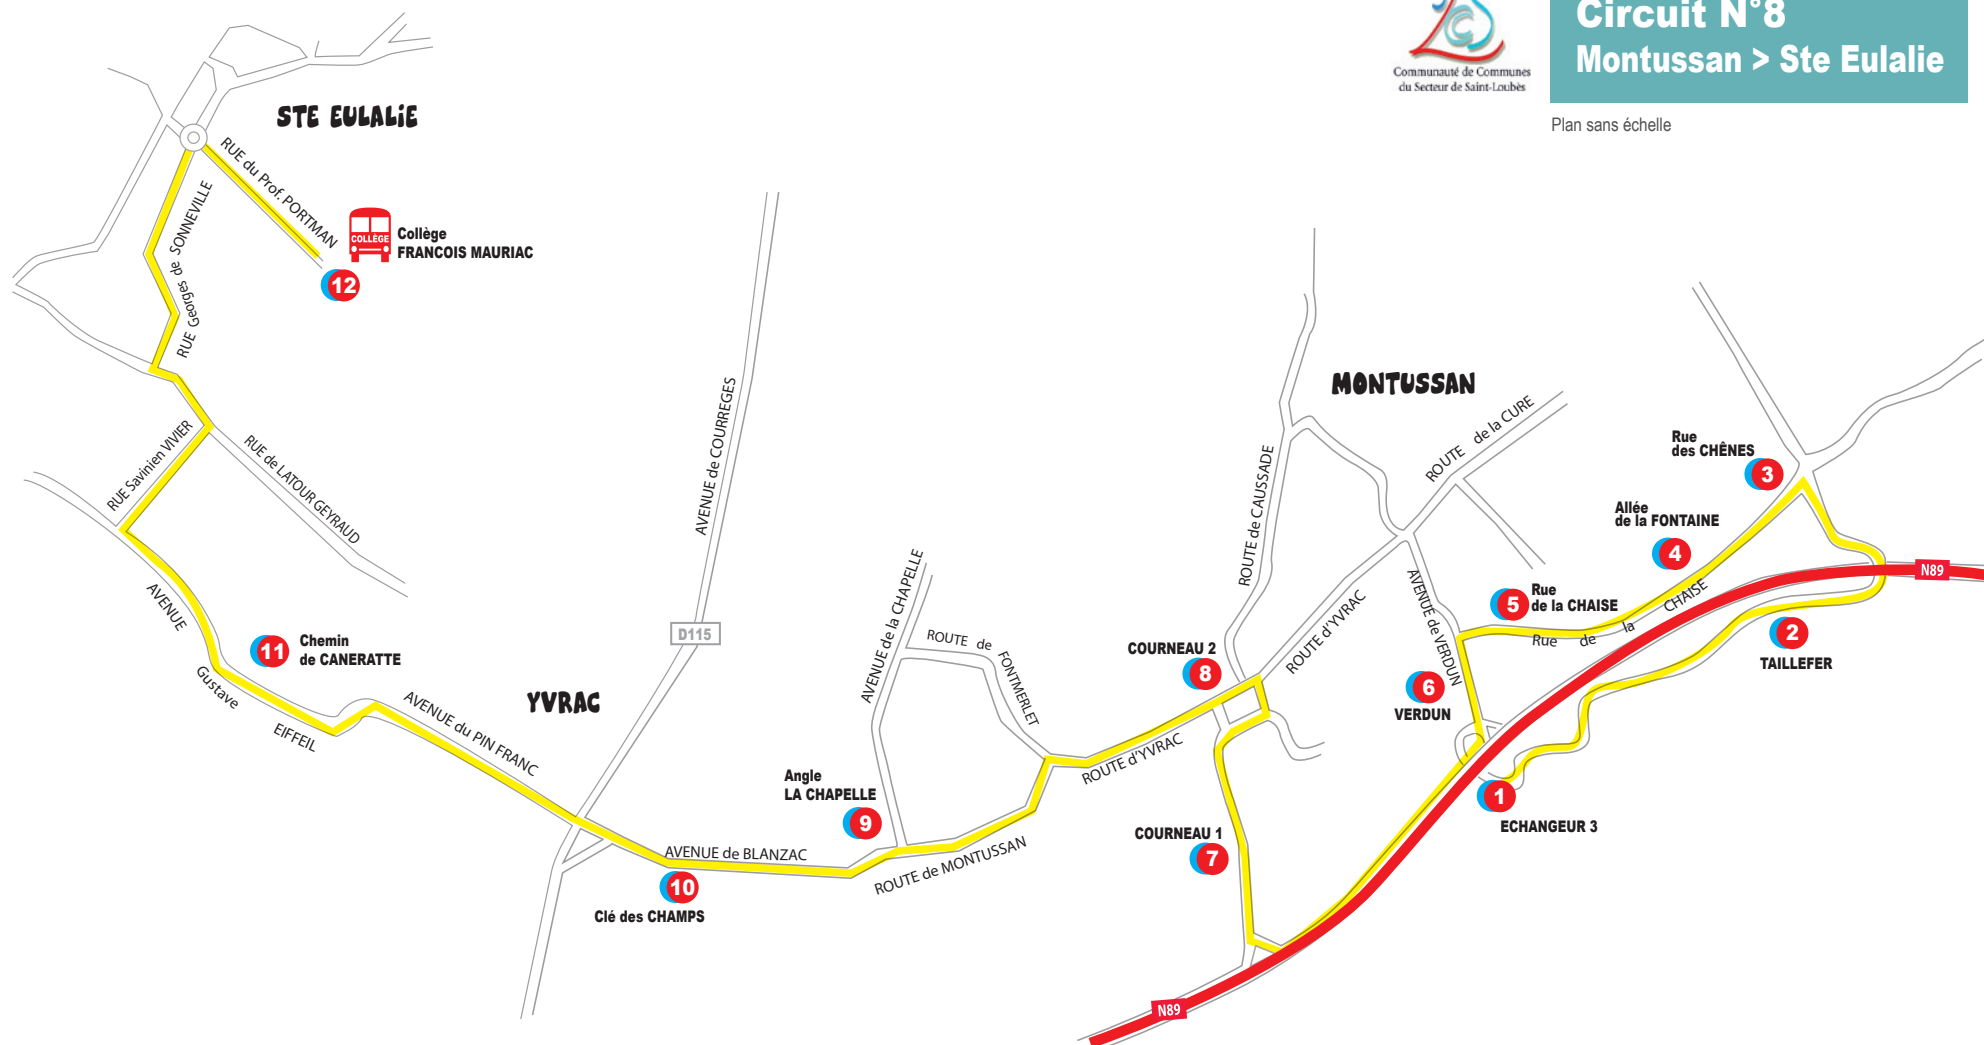 Circuit N°8
Montussan > Ste Eulalie
Communauté de Communes
du Secteur de Saint-Loubès
Plan sans échelle
STE EULALiE
RUE du Prof. PORTMAN
COLLÈGE
Collège
FRANCOIS MAURIAC
12
RUE Georges de SONNEVILLE
RUE Savinien VIVIER
RUE de LATOUR GEYRAUD
AVENUE
Gustave
EIFFEIL
11
Chemin
de CANERATTE
AVENUE du PIN FRANC
YVRAC
AVENUE de COURREGES
D115
AVENUE de BLANZAC
10
Clé des CHAMPS
Angle
LA CHAPELLE
9
AVENUE de la CHAPELLE
ROUTE de
FONTMERLET
ROUTE de MONTUSSAN
ROUTE d'YVRAC
COURNEAU 2
8
COURNEAU 1
7
ROUTE de CAUSSADE
MONTUSSAN
ROUTE de la CURE
ROUTE d'YVRAC
AVENUE de VERDUN
6
VERDUN
5
Rue
de la CHAISE
Rue de la CHAISE
Allée
de la FONTAINE
4
Rue
des CHÊNES
3
N89
2
TAILLEFER
1
ECHANGEUR 3
N89